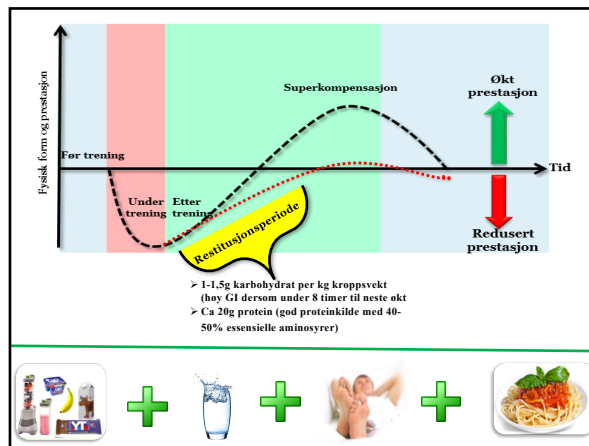 Superkompensasjon
Økt
prestasjon
Fysisk form og prestasjon
Før trening
Tid
Under
trening
Etter
trening
Restitusjonsperiode
Redusert
prestasjon
➢ 1-1,5g karbohydrat per kg kroppsvekt
(høy GI dersom under 8 timer til neste økt
➢ Ca 20g protein (god proteinkilde med 40-
50% essensielle aminosyrer)
YT